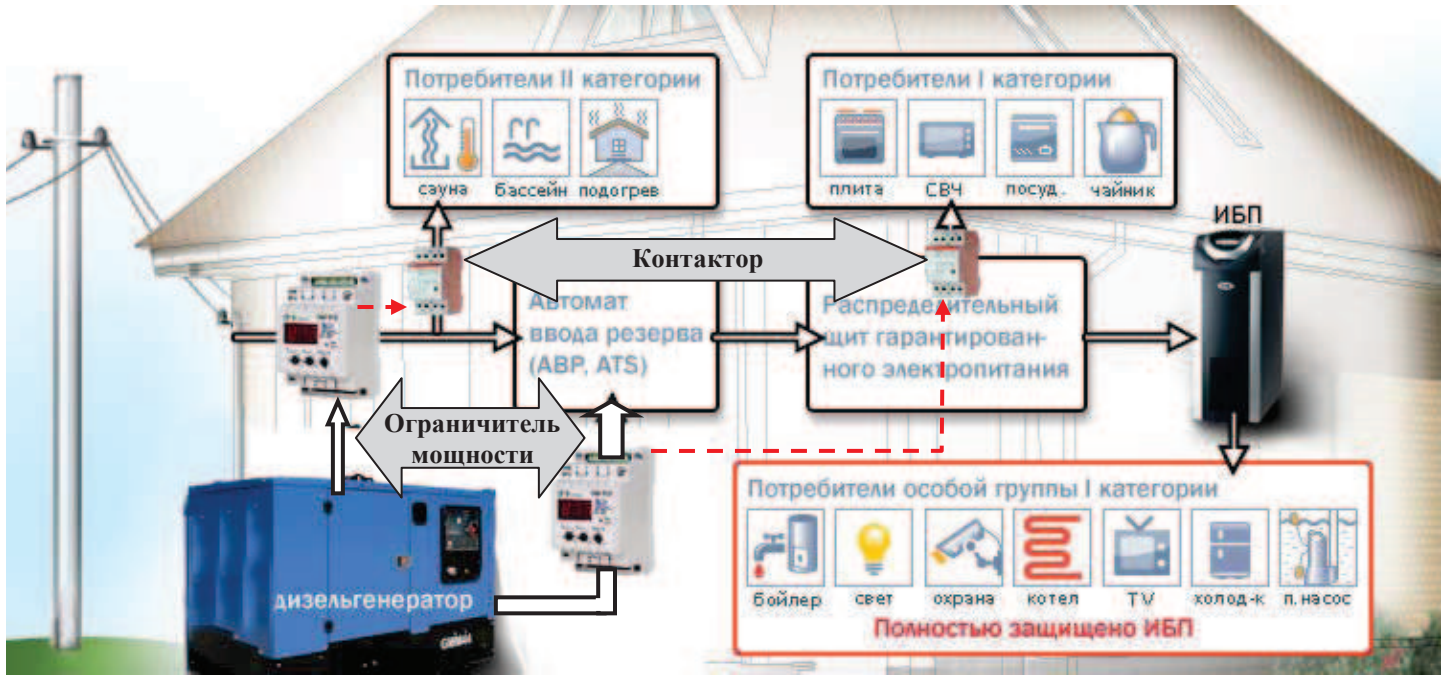 Потребители II категории
сауна
бассейн
подогрев
Потребители I категории
плита
СВЧ
посуд.
чайник
ИБП
Контактор
Автомат
ввода резерва
(АВР, ATS)
Распределительный
щит гарантирован-
ного электропитания
Ограничитель
мощности
дизельгенератор
Потребители особой группы I категории
бойлер
свет
охрана
котел
TV
холод-к
п.насос
Полностью защищено ИБП